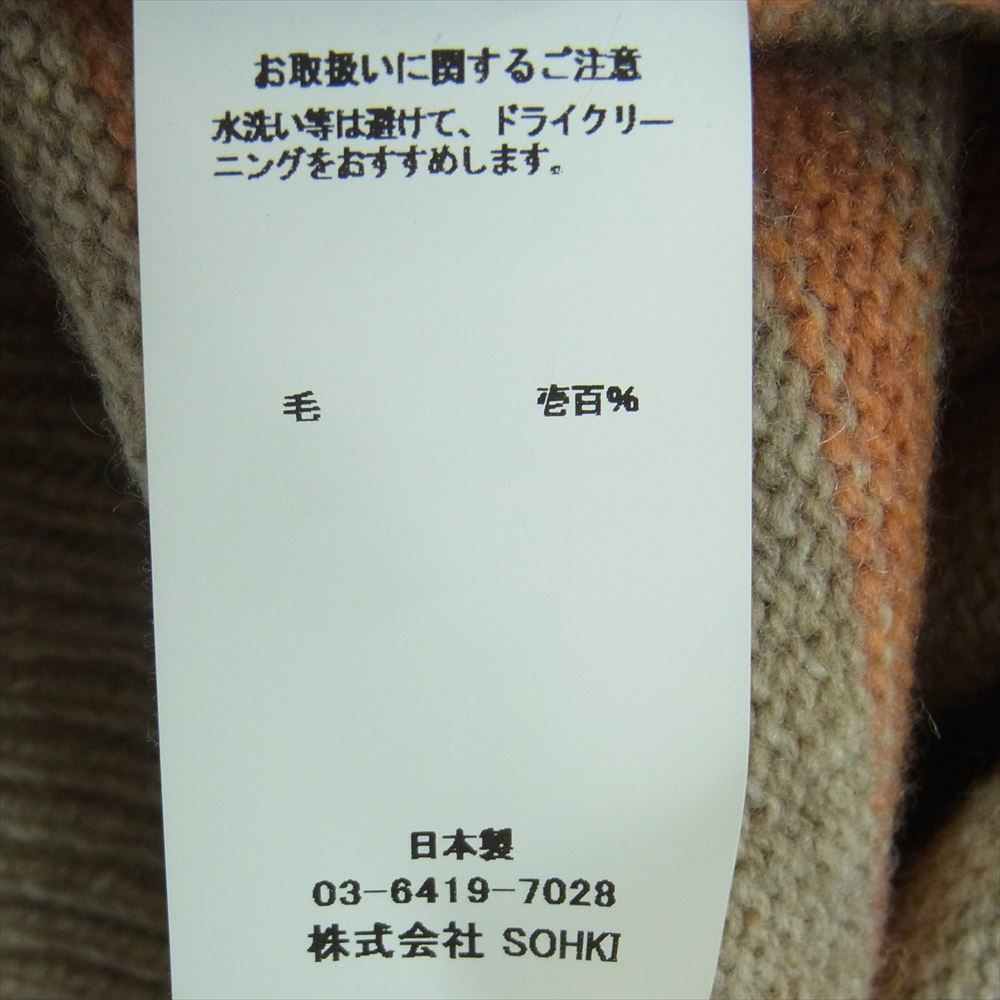 お取扱いに関するご注意
水洗い等は避けて、ドライクリー
ニングをおすすめします。
毛 壱百%
日本製
03-6419-7028
株式会社 SOHKI